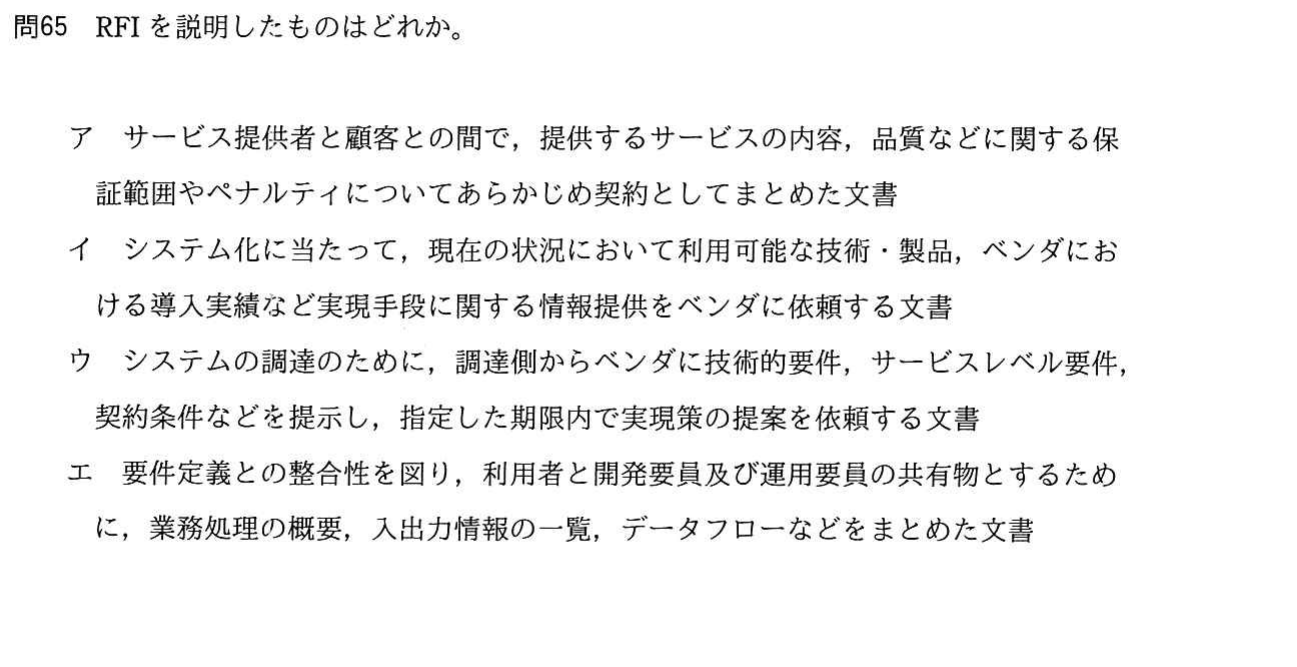 問65 RFI を説明したものはどれか。
ア サービス提供者と顧客との間で，提供するサービスの内容，品質などに関する保
証範囲やペナルティについてあらかじめ契約としてまとめた文書
イ システム化に当たって，現在の状況において利用可能な技術・製品，ベンダにお
ける導入実績など実現手段に関する情報提供をベンダに依頼する文書
ウ システムの調達のために，調達側からベンダに技術的要件，サービスレベル要件，
契約条件などを提示し，指定した期限内で実現策の提案を依頼する文書
エ 要件定義との整合性を図り，利用者と開発要員及び運用要員の共有物とするため
に，業務処理の概要，入出力情報の一覧，データフローなどをまとめた文書